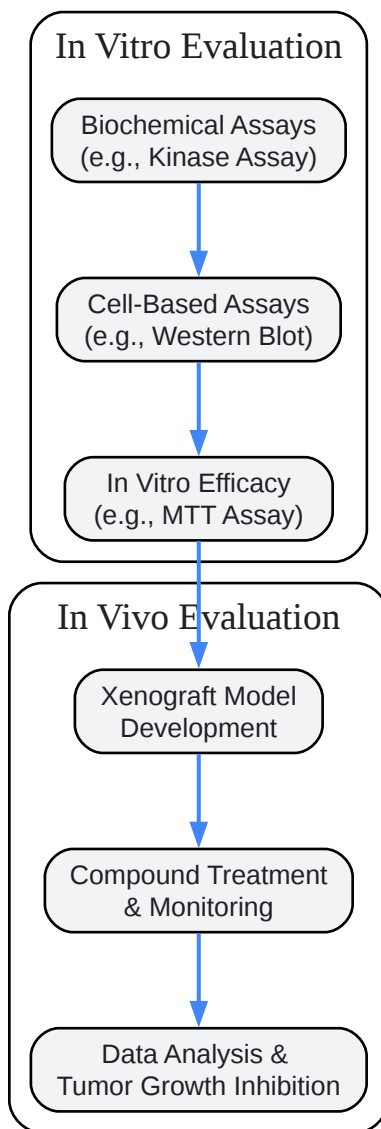 In Vitro Evaluation
Biochemical Assays
(e.g., Kinase Assay)
Cell-Based Assays
(e.g., Western Blot)
In Vitro Efficacy
(e.g., MTT Assay)
In Vivo Evaluation
Xenograft Model
Development
Compound Treatment
& Monitoring
Data Analysis &
Tumor Growth Inhibition